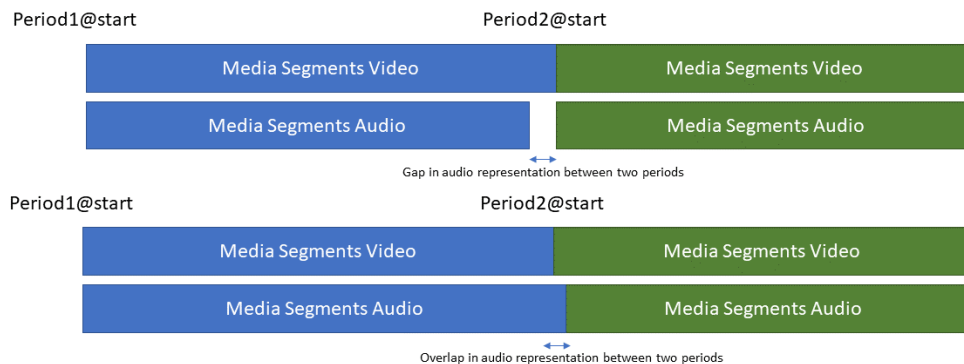 Period1@start Period2@start
Media Segments Video Media Segments Video
Media Segments Audio Media Segments Audio
Gap in audio representation between two periods
Period1@start Period2@start
Media Segments Video Media Segments Video
Media Segments Audio Media Segments Audio
Overlap in audio representation between two periods